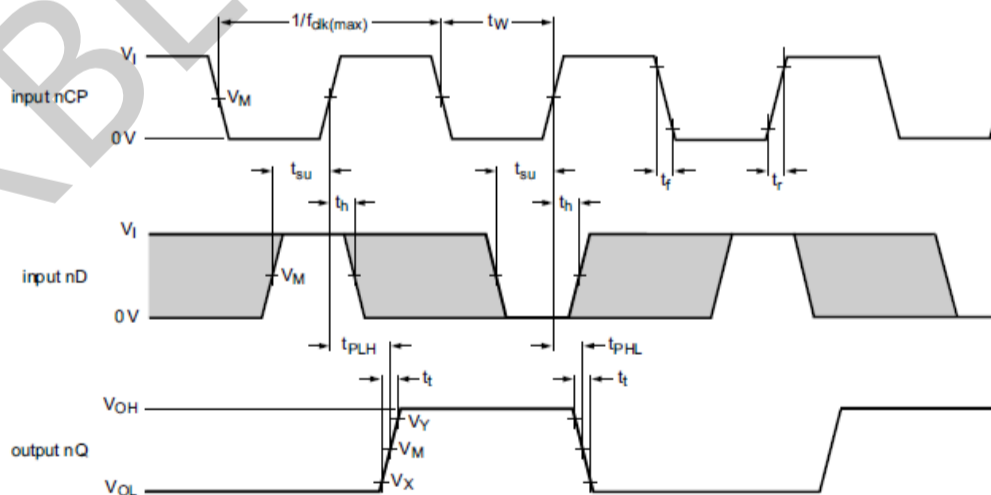 1/fclk(max)
tW
VI
input nCP
VM
0 V
tsu
th
tsu
th
tf
tr
VI
input nD
VM
0 V
tPLH
tPHL
tt
tt
VOH
VY
output nQ
VM
VX
VOL